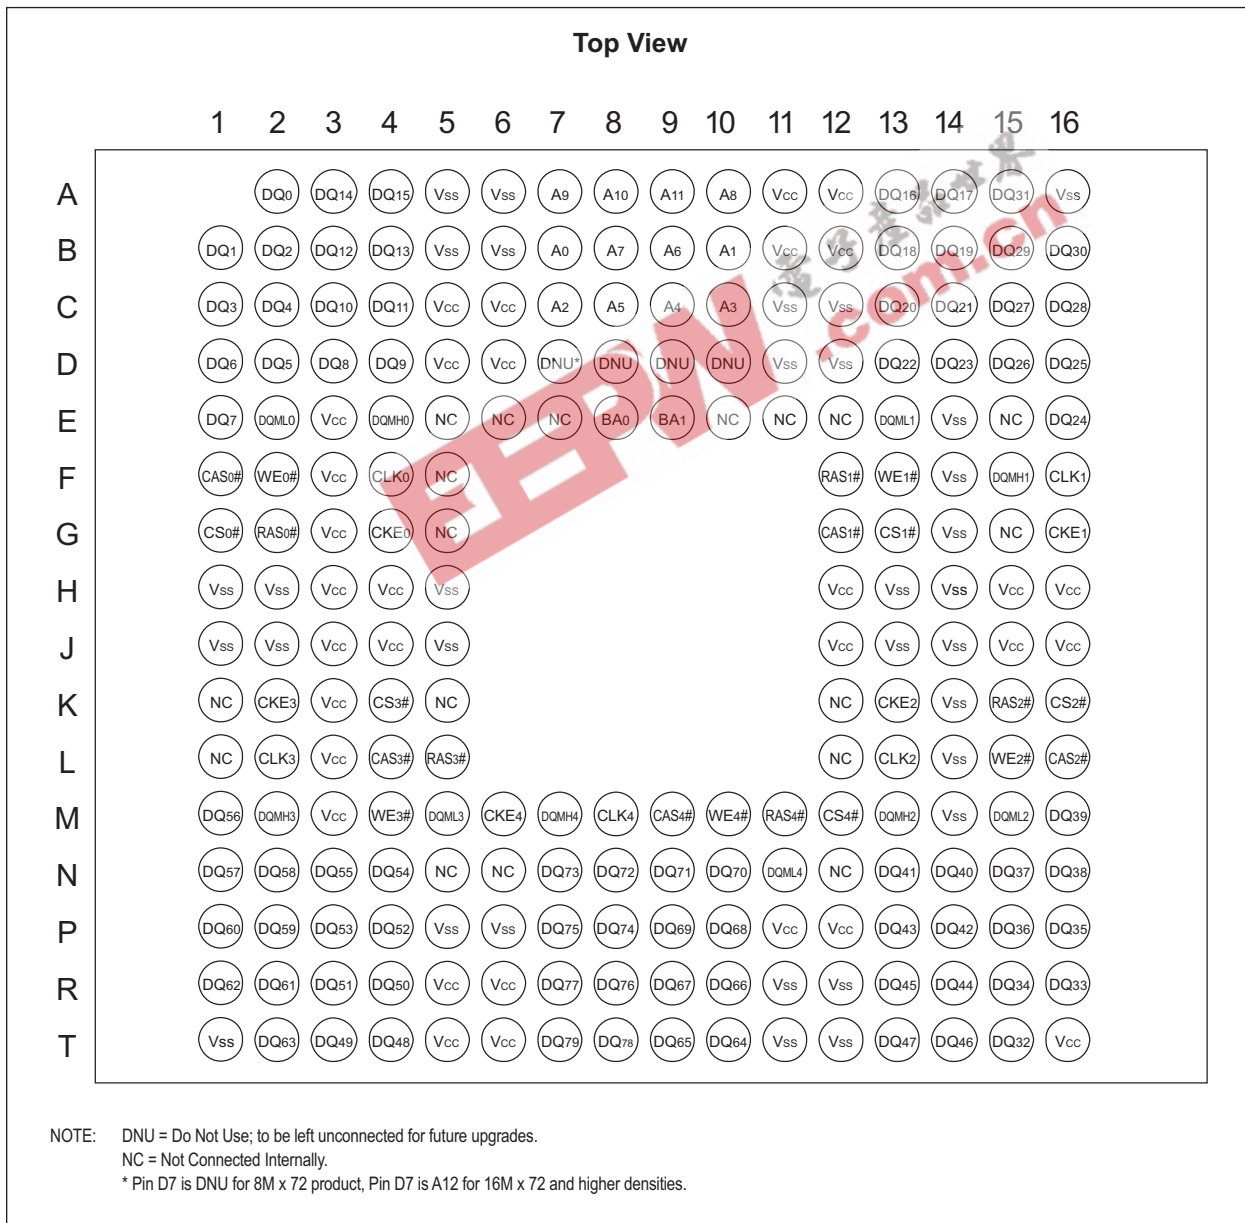 Top View
1 2 3 4 5 6 7 8 9 10 11 12 13 14 15 16
A DQ0 DQ14 DQ15 Vss Vss A9 A10 A11 A8 Vcc Vcc DQ16 DQ17 DQ31 Vss
B DQ1 DQ2 DQ12 DQ13 Vss Vss A0 A7 A6 A1 Vcc Vcc DQ18 DQ19 DQ29 DQ30
C DQ3 DQ4 DQ10 DQ11 Vcc Vcc A2 A5 A4 A3 Vss Vss DQ20 DQ21 DQ27 DQ28
D DQ6 DQ5 DQ8 DQ9 Vcc Vcc DNU* DNU DNU DNU Vss Vss DQ22 DQ23 DQ26 DQ25
E DQ7 DQML0 Vcc DQMH0 NC NC NC BA0 BA1 NC NC NC DQML1 Vss NC DQ24
F CAS0# WE0# Vcc CLK0 NC RAS1# WE1# Vss DQMH1 CLK1
G CS0# RAS0# Vcc CKE0 NC CAS1# CS1# Vss NC CKE1
H Vss Vss Vcc Vcc Vss Vcc Vss Vss Vcc Vcc
J Vss Vss Vcc Vcc Vss Vcc Vss Vss Vcc Vcc
K NC CKE3 Vcc CS3# NC NC CKE2 Vss RAS2# CS2#
L NC CLK3 Vcc CAS3# RAS3# NC CLK2 Vss WE2# CAS2#
M DQ56 DQMH3 Vcc WE3# DQML3 CKE4 DQMH4 CLK4 CAS4# WE4# RAS4# CS4# DQMH2 Vss DQML2 DQ39
N DQ57 DQ58 DQ55 DQ54 NC NC DQ73 DQ72 DQ71 DQ70 DQML4 NC DQ41 DQ40 DQ37 DQ38
P DQ60 DQ59 DQ53 DQ52 Vss Vss DQ75 DQ74 DQ69 DQ68 Vcc Vcc DQ43 DQ42 DQ36 DQ35
R DQ62 DQ61 DQ51 DQ50 Vcc Vcc DQ77 DQ76 DQ67 DQ66 Vss Vss DQ45 DQ44 DQ34 DQ33
T Vss DQ63 DQ49 DQ48 Vcc Vcc DQ79 DQ78 DQ65 DQ64 Vss Vss DQ47 DQ46 DQ32 Vcc
EEPW
.com.cn
電子產品世界
NOTE: DNU = Do Not Use; to be left unconnected for future upgrades.
NC = Not Connected Internally.
* Pin D7 is DNU for 8M x 72 product, Pin D7 is A12 for 16M x 72 and higher densities.